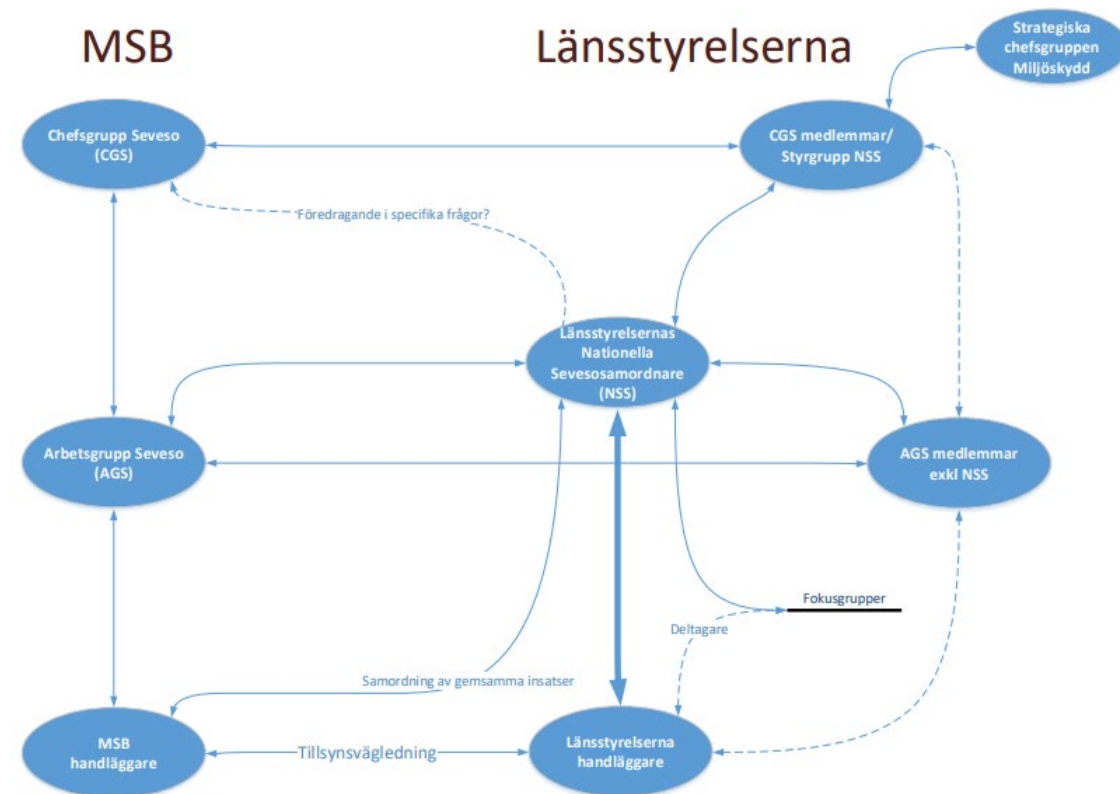 MSB
Länsstyrelserna
Strategiska
chefsgruppen
Miljöskydd
Chefsgrupp Seveso
(CGS)
CGS medlemmar/
Styrgrupp NSS
Föredragande i specifika frågor?
Länsstyrelsernas
Nationella
Sevesosamordnare
(NSS)
Arbetsgrupp Seveso
(AGS)
AGS medlemmar
exkl NSS
Fokusgrupper
Deltagare
Samordning av gemsamma insatser
MSB
handläggare
Tillsynsvägledning
Länsstyrelserna
handläggare